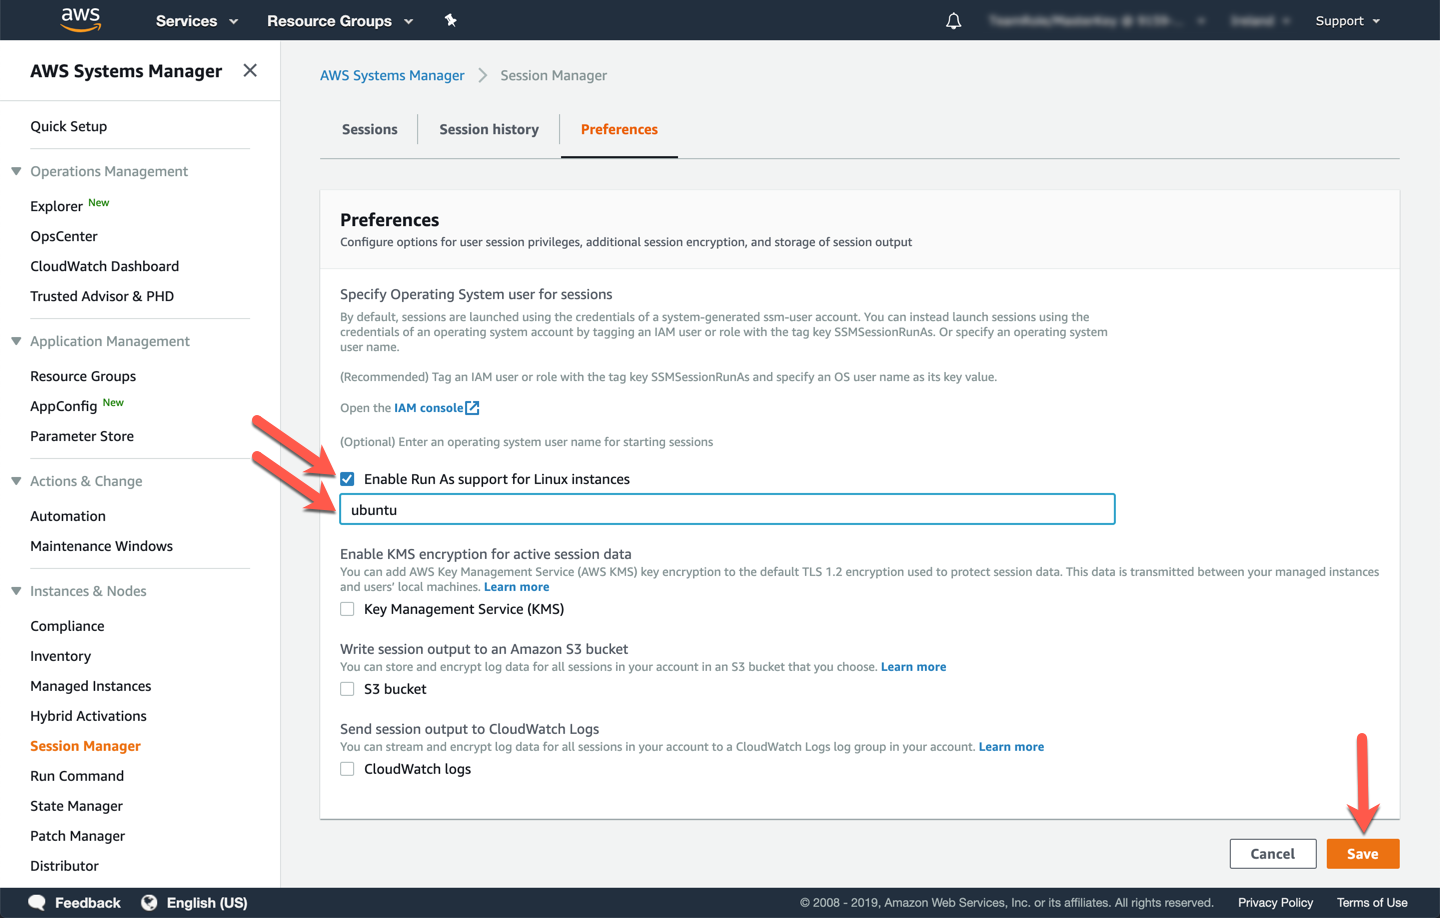 aws
Services
Resource Groups
Support
AWS Systems Manager
Quick Setup
Operations Management
Explorer New
OpsCenter
CloudWatch Dashboard
Trusted Advisor & PHD
Application Management
Resource Groups
AppConfig New
Parameter Store
Actions & Change
Automation
Maintenance Windows
Instances & Nodes
Compliance
Inventory
Managed Instances
Hybrid Activations
Session Manager
Run Command
State Manager
Patch Manager
Distributor
AWS Systems Manager
Session Manager
Sessions
Session history
Preferences
Preferences
Configure options for user session privileges, additional session encryption, and storage of session output
Specify Operating System user for sessions
By default, sessions are launched using the credentials of a system-generated ssm-user account. You can instead launch sessions using the
credentials of an operating system account by tagging an IAM user or role with the tag key SSMSessionRunAs. Or specify an operating system
user name.
(Recommended) Tag an IAM user or role with the tag key SSMSessionRunAs and specify an OS user name as its key value.
Open the IAM console
(Optional) Enter an operating system user name for starting sessions
Enable Run As support for Linux instances
ubuntu
Enable KMS encryption for active session data
You can add AWS Key Management Service (AWS KMS) key encryption to the default TLS 1.2 encryption used to protect session data. This data is transmitted between your managed instances
and users' local machines. Learn more
Key Management Service (KMS)
Write session output to an Amazon S3 bucket
You can store and encrypt log data for all sessions in your account in an S3 bucket that you choose. Learn more
S3 bucket
Send session output to CloudWatch Logs
You can stream and encrypt log data for all sessions in your account to a CloudWatch Logs log group in your account. Learn more
CloudWatch logs
Cancel
Save
Feedback
English (US)
© 2008 - 2019, Amazon Web Services, Inc. or its affiliates. All rights reserved.
Privacy Policy
Terms of Use